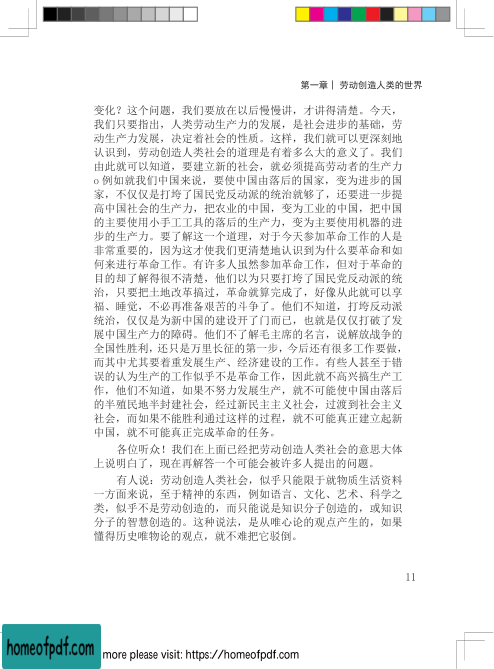 第一章｜ 劳动创造人类的世界
变化？这个问题，我们要放在以后慢慢讲，才讲得清楚。今天，
我们只要指出，人类劳动生产力的发展，是社会进步的基础，劳
动生产力发展，决定着社会的性质。这样，我们就可以更深刻地
认识到，劳动创造人类社会的道理是有着多么大的意义了。我们
由此就可以知道，要建立新的社会，就必须提高劳动者的生产力
o 例如就我们中国来说，要使中国由落后的国家，变为进步的国
家，不仅仅是打垮了国民党反动派的统治就够了，还要进一步提
高中国社会的生产力，把农业的中国，变为工业的中国，把中国
的主要使用小手工工具的落后的生产力，变为主要使用机器的进
步的生产力。要了解这一个道理，对于今天参加革命工作的人是
非常重要的，因为这才使我们更清楚地认识到为什么要革命和如
何来进行革命工作。有许多人虽然参加革命工作，但对于革命的
目的却了解得很不清楚，他们以为只要打垮了国民党反动派的统
治，只要把土地改革搞过，革命就算完成了，好像从此就可以享
福、睡觉，不必再准备艰苦的斗争了。他们不知道，打垮反动派
统治，仅仅是为新中国的建设开了门而已，也就是仅仅打破了发
展中国生产力的障碍。他们不了解毛主席的名言，说解放战争的
全国性胜利，还只是万里长征的第一步，今后还有很多工作要做，
而其中尤其要着重发展生产、经济建设的工作。有些人甚至于错
误的认为生产的工作似乎不是革命工作，因此就不高兴搞生产工
作，他们不知道，如果不努力发展生产，就不可能使中国由落后
的半殖民地半封建社会，经过新民主主义社会，过渡到社会主义
社会，而如果不能胜利通过这样的过程，就不可能真正建立起新
中国，就不可能真正完成革命的任务。
各位听众！我们在上面已经把劳动创造人类社会的意思大体
上说明白了，现在再解答一个可能会被许多人提出的问题。
有人说：劳动创造人类社会，似乎只能限于就物质生活资料
一方面来说，至于精神的东西，例如语言、文化、艺术、科学之
类，似乎不是劳动创造的，而只能说是知识分子创造的，或知识
分子的智慧创造的。这种说法，是从唯心论的观点产生的，如果
懂得历史唯物论的观点，就不难把它驳倒。
11
homeofpdf.com
more please visit: https://homeofpdf.com